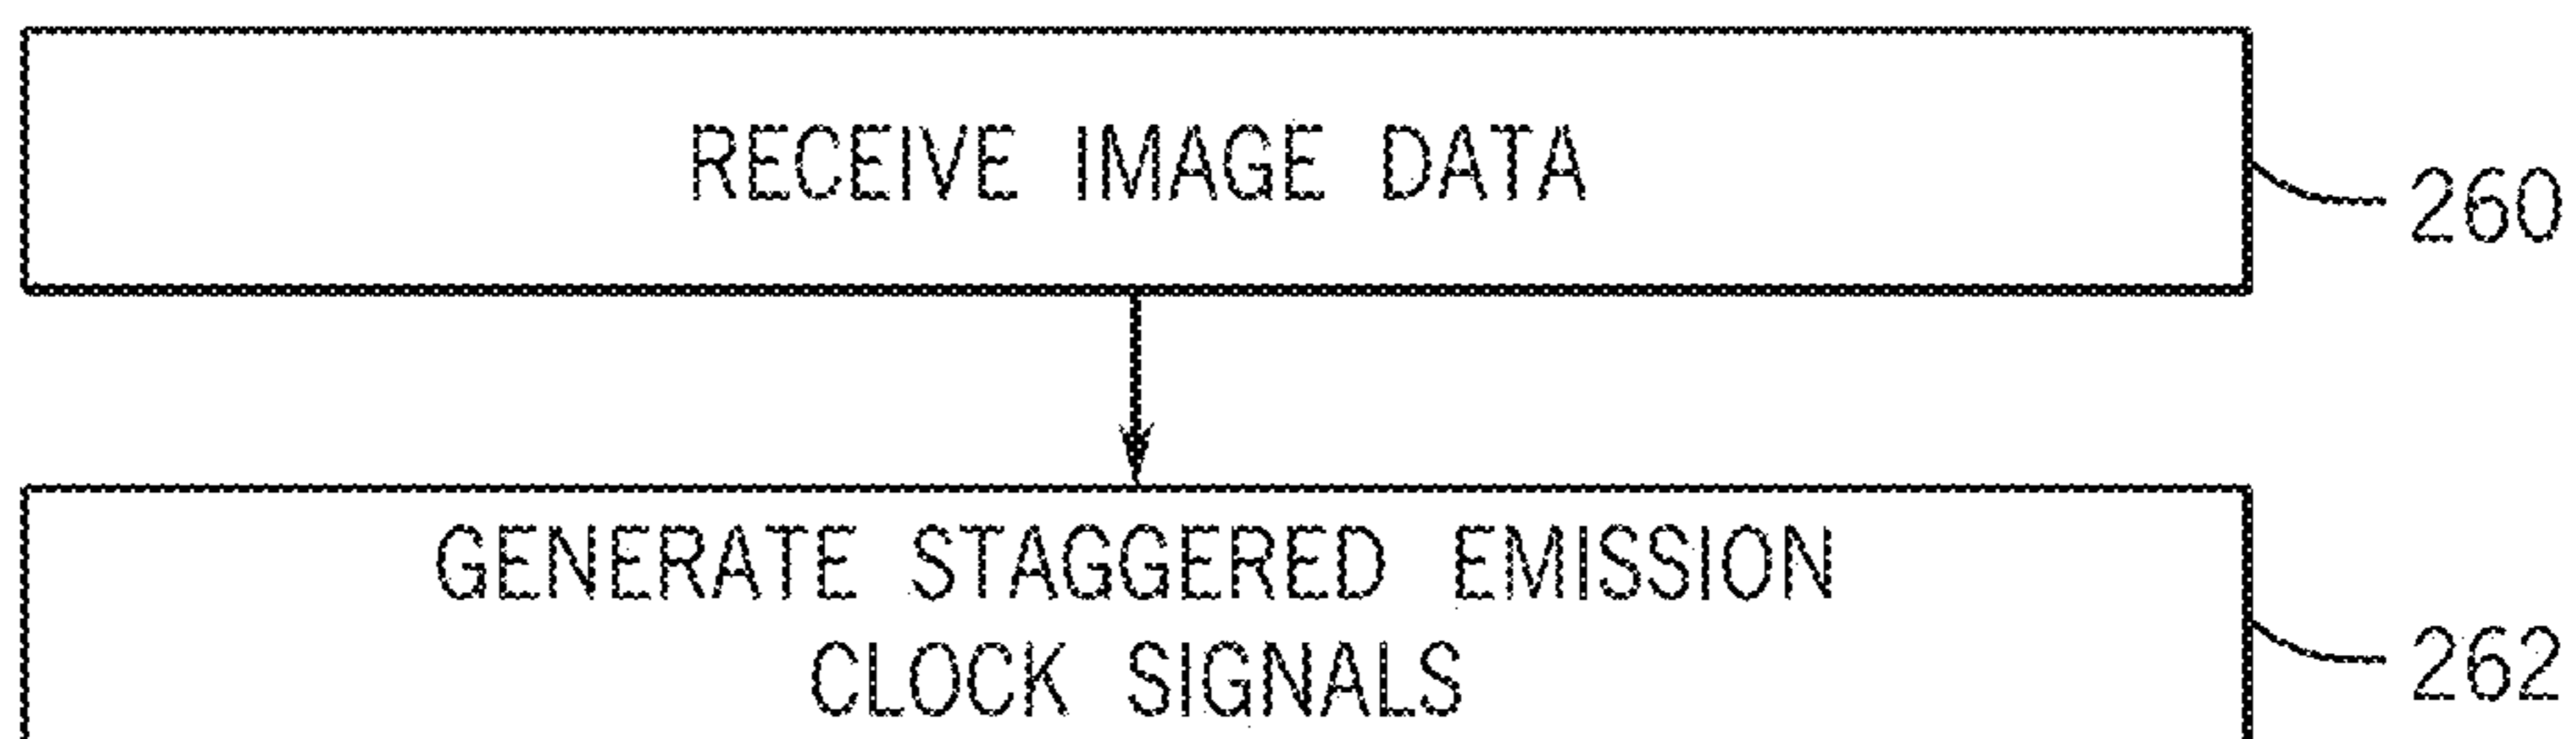 RECEIVE IMAGE DATA
260
GENERATE STAGGERED EMISSION
CLOCK SIGNALS
262